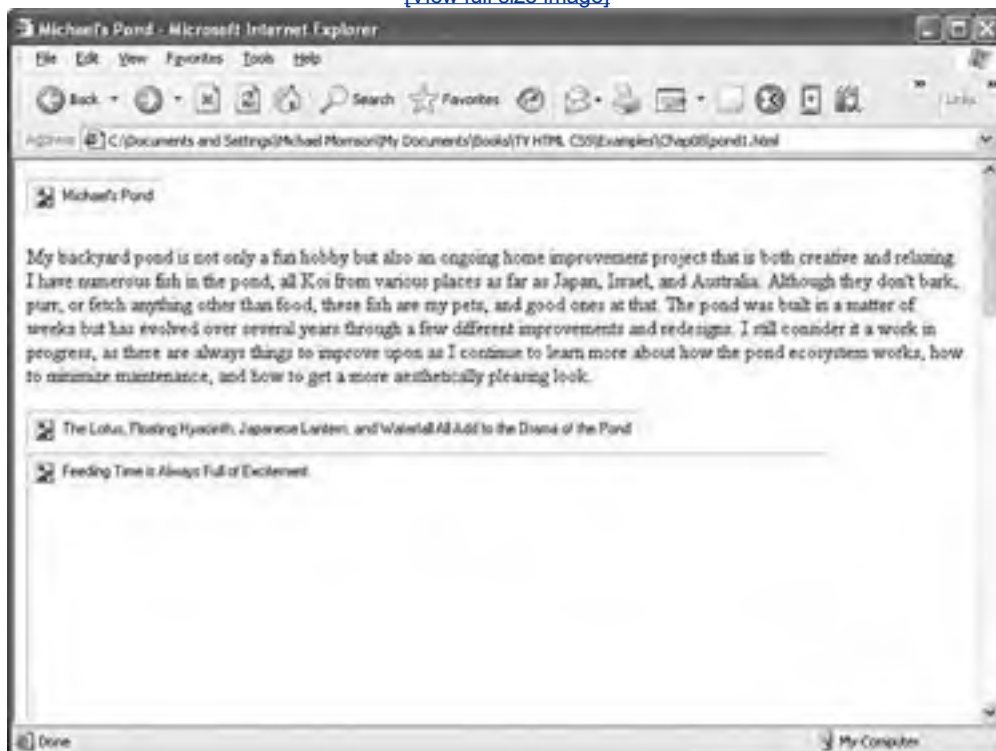 [View full size image]
Michael's Pond - Microsoft Internet Explorer
File Edit View Favorites Tools Help
Back Search Favorites Links
Address C:\Documents and Settings\Michael Morrison\My Documents\Books\TY HTML CSS\Examples\Chap08\pond1.html
Michael's Pond
My backyard pond is not only a fun hobby but also an ongoing home improvement project that is both creative and relaxing.
I have numerous fish in the pond, all Koi from various places as far as Japan, Israel, and Australia. Although they don't bark,
purr, or fetch anything other than food, these fish are my pets, and good ones at that. The pond was built in a matter of
weeks but has evolved over several years through a few different improvements and redesigns. I still consider it a work in
progress, as there are always things to improve upon as I continue to learn more about how the pond ecosystem works, how
to minimize maintenance, and how to get a more aesthetically pleasing look.
The Lotus, Floating Hyacinth, Japanese Lantern, and Waterfall All Add to the Drama of the Pond
Feeding Time is Always Full of Excitement
Done My Computer